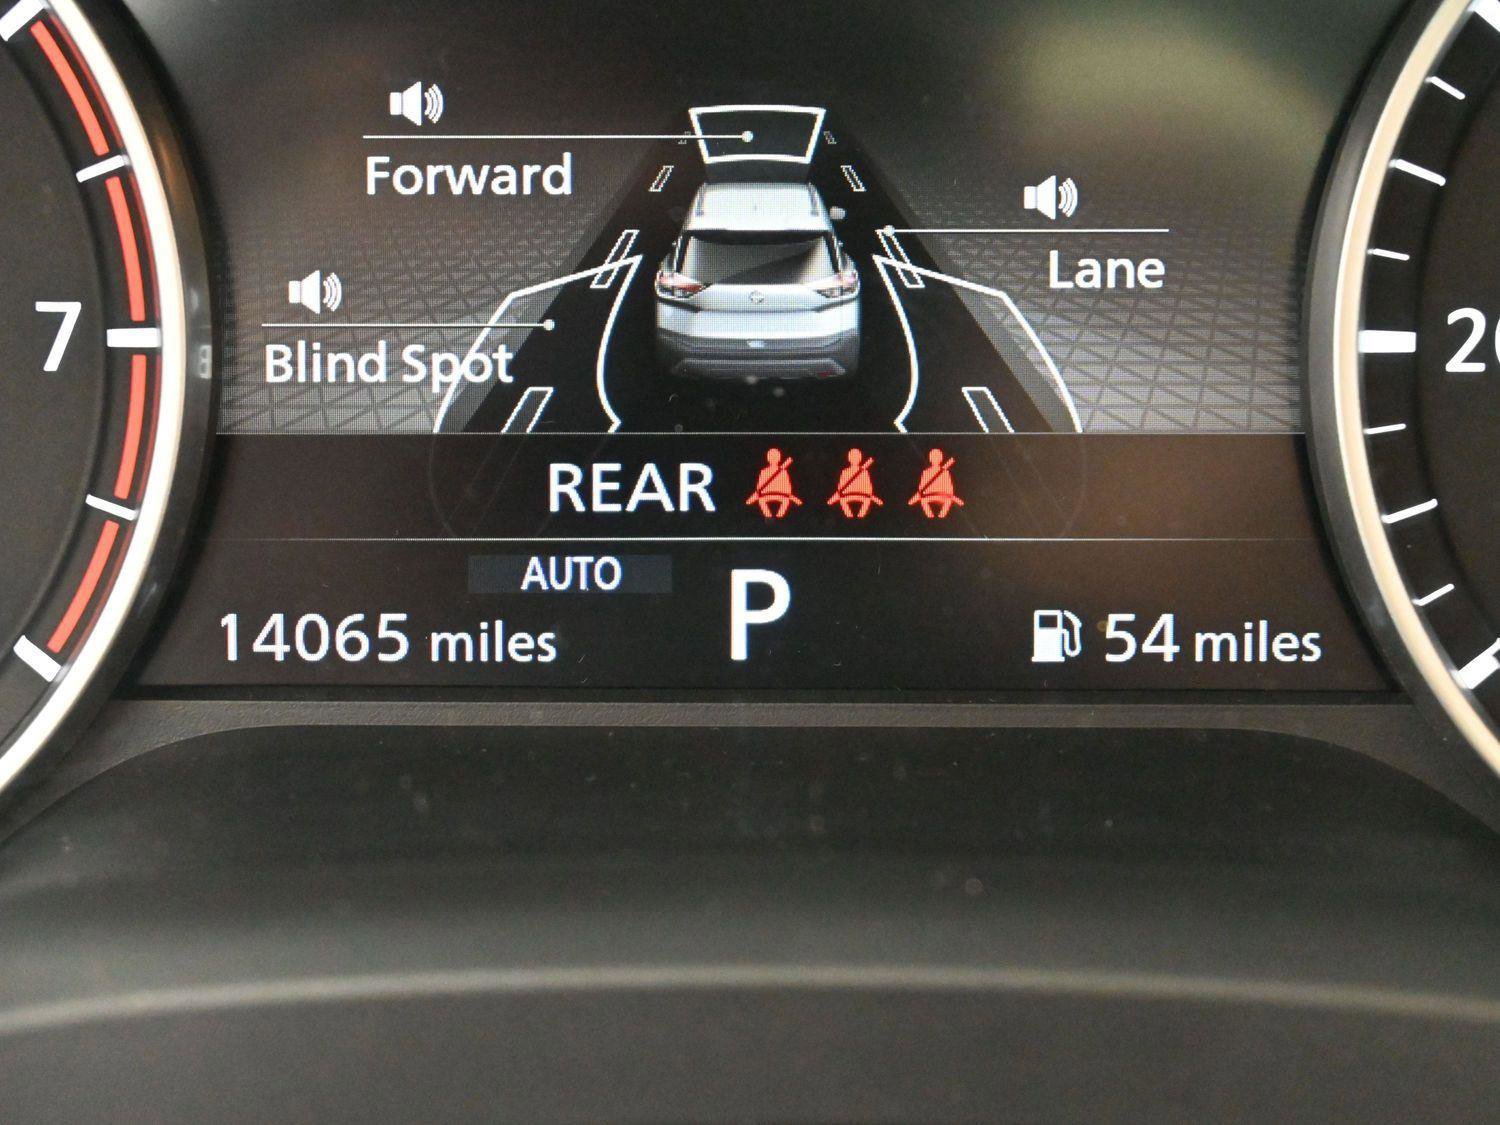 Forward
Lane
Blind Spot
7
REAR
AUTO
P
14065 miles
54 miles